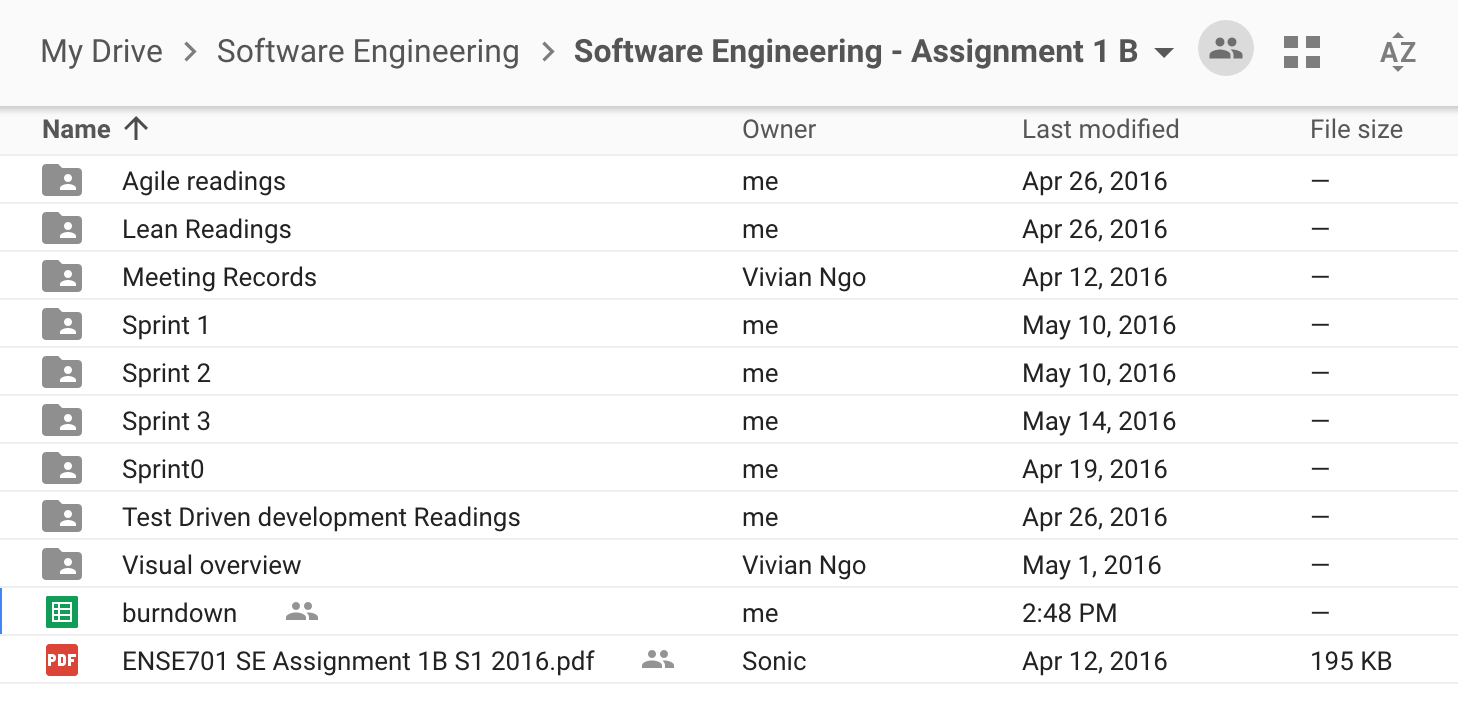 My Drive > Software Engineering > Software Engineering - Assignment 1 B AZ
Name Owner Last modified File size
Agile readings me Apr 26, 2016 —
Lean Readings me Apr 26, 2016 —
Meeting Records Vivian Ngo Apr 12, 2016 —
Sprint 1 me May 10, 2016 —
Sprint 2 me May 10, 2016 —
Sprint 3 me May 14, 2016 —
Sprint0 me Apr 19, 2016 —
Test Driven development Readings me Apr 26, 2016 —
Visual overview Vivian Ngo May 1, 2016 —
burndown me 2:48 PM —
PDF ENSE701 SE Assignment 1B S1 2016.pdf Sonic Apr 12, 2016 195 KB